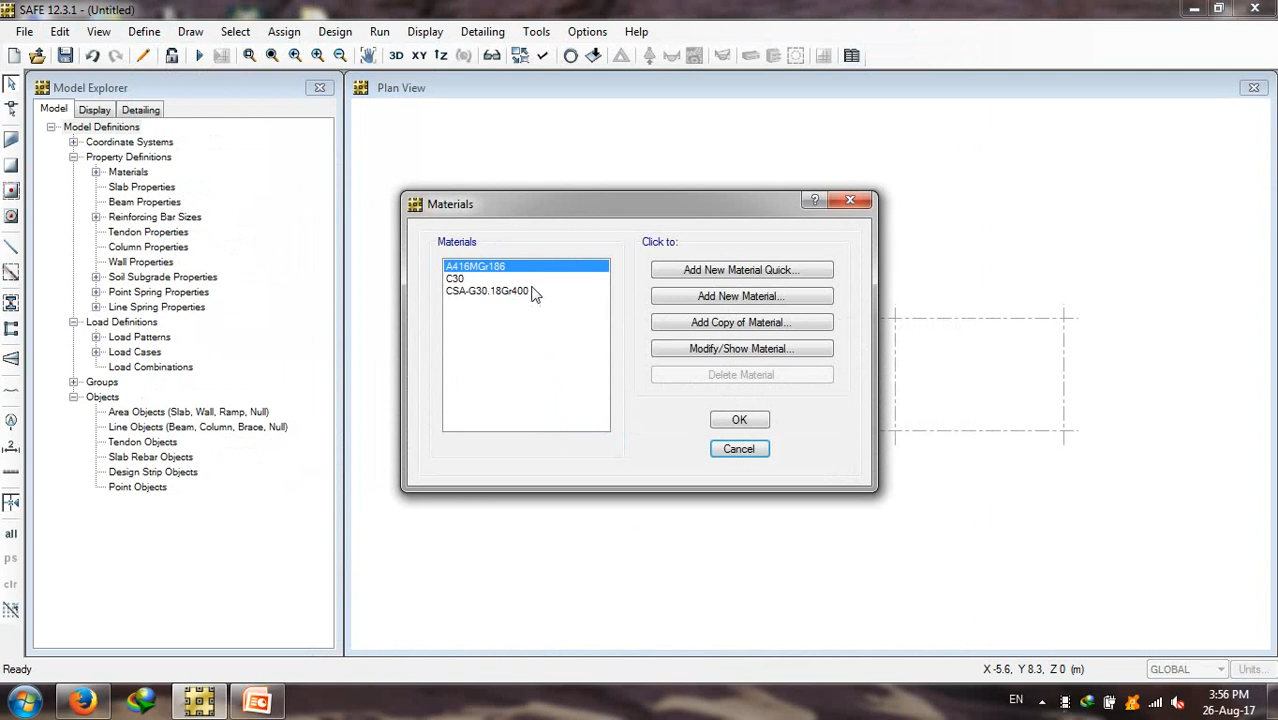 SAFE 12.3.1 - (Untitled)
File Edit View Define Draw Select Assign Design Run Display Detailing Tools Options Help
3D XY
Model Explorer
Model Display Detailing
Model Definitions
Coordinate Systems
Property Definitions
Materials
Slab Properties
Beam Properties
Reinforcing Bar Sizes
Tendon Properties
Column Properties
Wall Properties
Soil Subgrade Properties
Point Spring Properties
Line Spring Properties
Load Definitions
Load Patterns
Load Cases
Load Combinations
Groups
Objects
Area Objects (Slab, Wall, Ramp, Null)
Line Objects (Beam, Column, Brace, Null)
Tendon Objects
Slab Rebar Objects
Design Strip Objects
Point Objects
all
ps
clr
Plan View
Materials
Materials
A416MGr186
C30
CSA-G30.18Gr400
Click to:
Add New Material Quick...
Add New Material...
Add Copy of Material...
Modify/Show Material...
Delete Material
OK
Cancel
Ready
X -5.6, Y 8.3, Z 0 (m)
GLOBAL
Units...
EN
3:56 PM
26-Aug-17